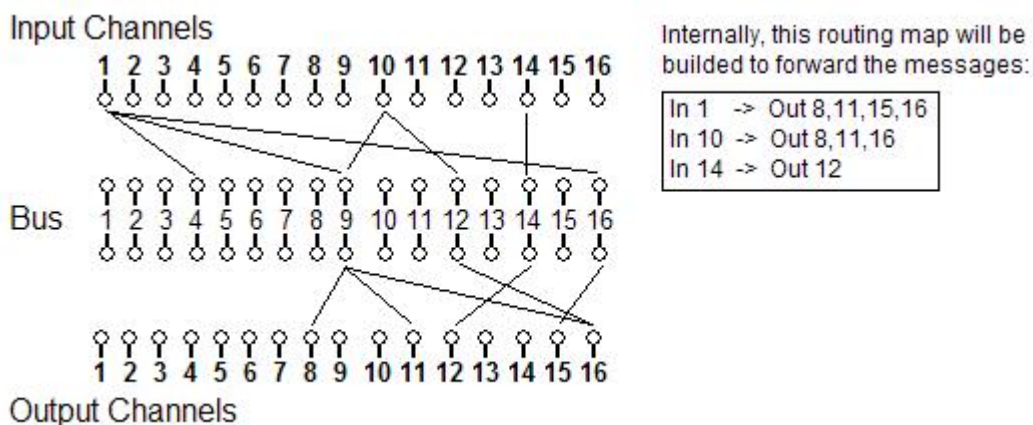 Input Channels
1 2 3 4 5 6 7 8 9 10 11 12 13 14 15 16
Bus 1 2 3 4 5 6 7 8 9 10 11 12 13 14 15 16
1 2 3 4 5 6 7 8 9 10 11 12 13 14 15 16
Output Channels
Internally, this routing map will be
builded to forward the messages:
In 1 -> Out 8,11,15,16
In 10 -> Out 8,11,16
In 14 -> Out 12